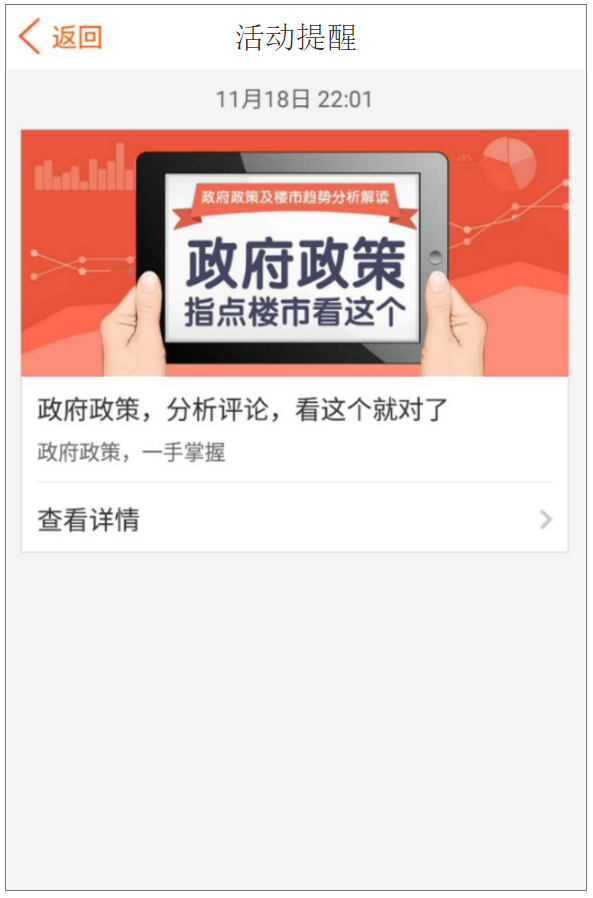 返回
活动提醒
11月18日 22:01
政府政策及楼市趋势分析解读
政府政策
指点楼市看这个
政府政策，分析评论，看这个就对了
政府政策，一手掌握
查看详情